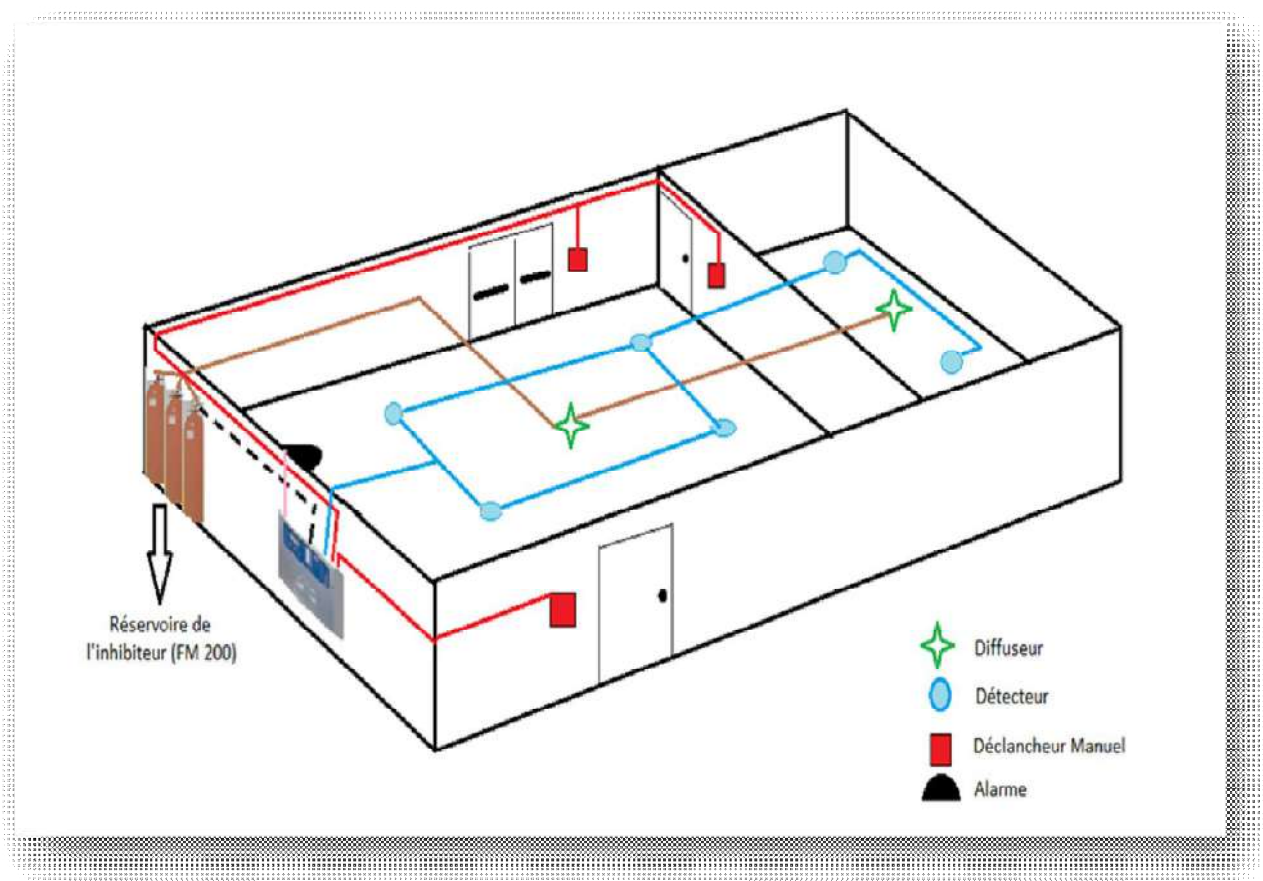 Réservoire de
l'inhibiteur (FM 200)
Diffuseur
Détecteur
Déclancheur Manuel
Alarme